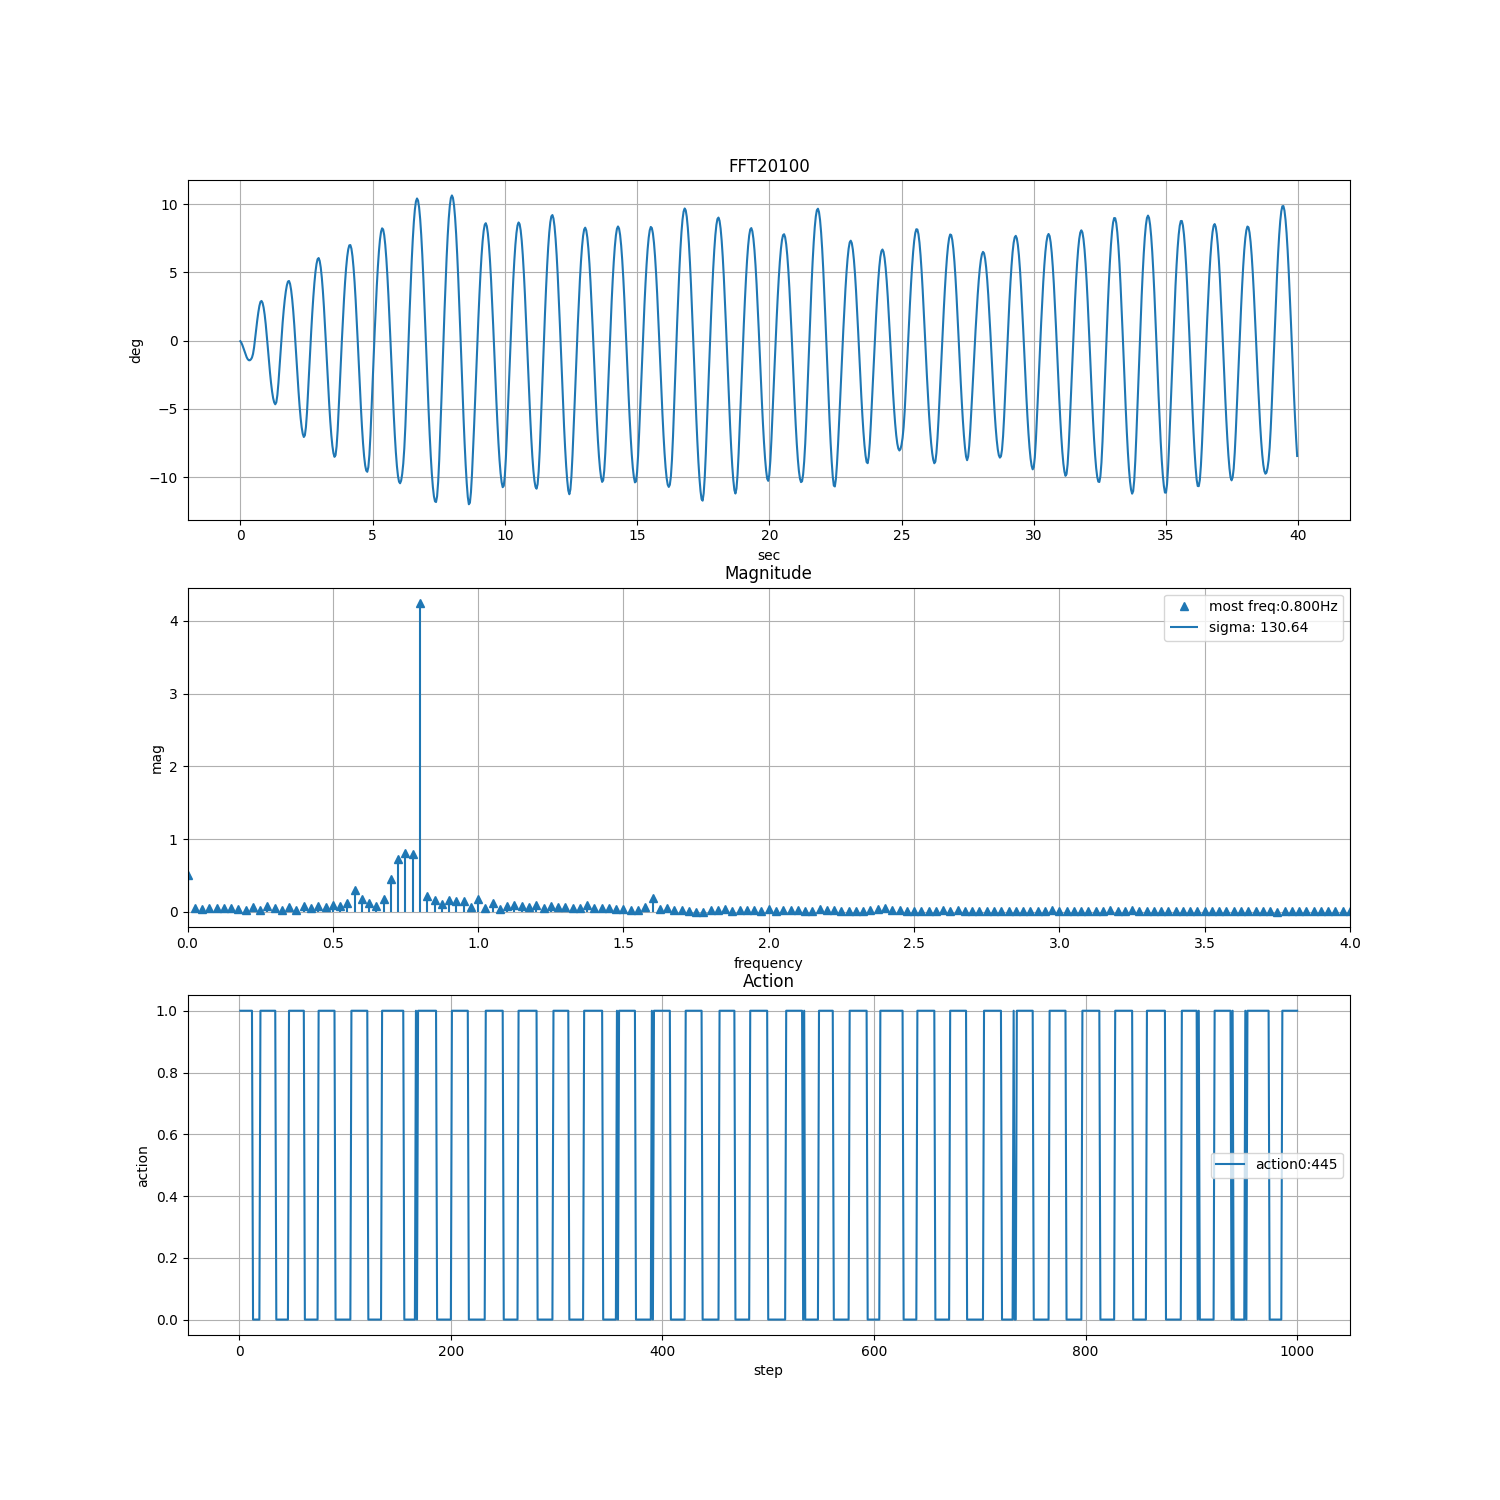 FFT20100
10
5
0
−5
−10
deg
0 5 10 15 20 25 30 35 40
sec
Magnitude
most freq:0.800Hz
sigma: 130.64
4
3
2
1
0
mag
0.0 0.5 1.0 1.5 2.0 2.5 3.0 3.5 4.0
frequency
Action
1.0
0.8
0.6
0.4
0.2
0.0
action
action0:445
0 200 400 600 800 1000
step